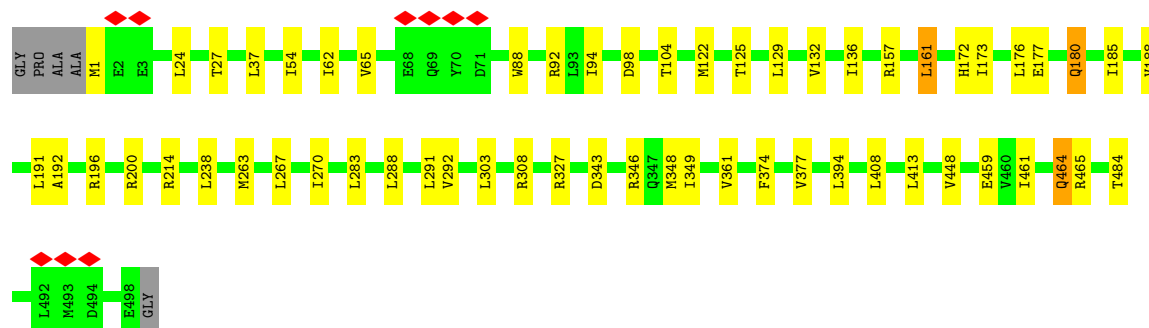 GLY PRO ALA ALA M1 E2 E3 L24 T27 L37 I54 I62 V65 E68 Q69 Y70 D71 W88 R92 L93 I94 D98 T104 M122 T125 L129 V132 I136 R157 L161 H172 I173 L176 E177 Q180 I185
L191 A192 R196 R200 R214 L238 M263 L267 I270 L283 L288 L291 V292 L303 R308 R327 D343 R346 Q347 M348 I349 V361 F374 V377 L394 L408 L413 V448 E459 V460 I461 Q464 R465 T484
L492 M493 D494 E498 GLY